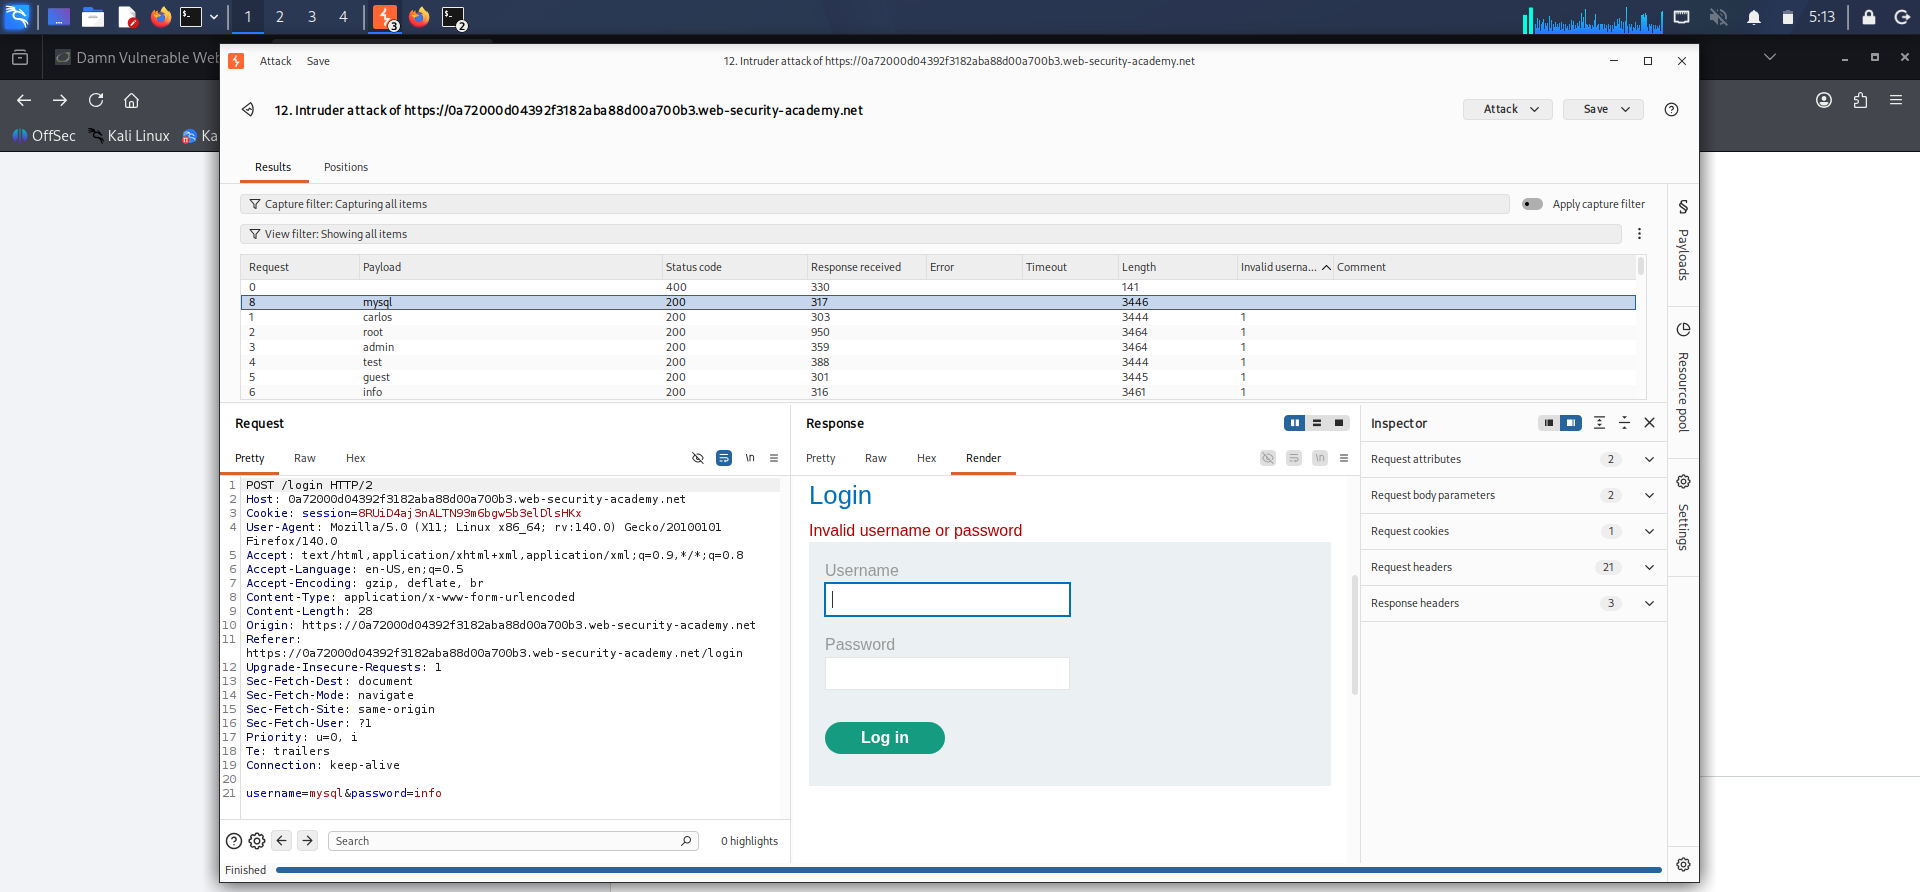 1 2 3 4 3 2 5:13
Damn Vulnerable Web
Attack Save 12. Intruder attack of https://0a72000d04392f3182aba88d00a700b3.web-security-academy.net
12. Intruder attack of https://0a72000d04392f3182aba88d00a700b3.web-security-academy.net Attack Save
OffSec Kali Linux Ka
Results Positions
Capture filter: Capturing all items Apply capture filter
View filter: Showing all items
Request Payload Status code Response received Error Timeout Length Invalid userna... Comment
0 400 330 141
8 mysql 200 317 3446
1 carlos 200 303 3444 1
2 root 200 950 3464 1
3 admin 200 359 3464 1
4 test 200 388 3444 1
5 guest 200 301 3445 1
6 info 200 316 3461 1
Payloads
Resource pool
Settings
Request
Pretty Raw Hex \n
1 POST /login HTTP/2
2 Host: 0a72000d04392f3182aba88d00a700b3.web-security-academy.net
3 Cookie: session=8RUiD4aj3nALTN93m6bgw5b3elDlsHKx
4 User-Agent: Mozilla/5.0 (X11; Linux x86_64; rv:140.0) Gecko/20100101
Firefox/140.0
5 Accept: text/html,application/xhtml+xml,application/xml;q=0.9,*/*;q=0.8
6 Accept-Language: en-US,en;q=0.5
7 Accept-Encoding: gzip, deflate, br
8 Content-Type: application/x-www-form-urlencoded
9 Content-Length: 28
10 Origin: https://0a72000d04392f3182aba88d00a700b3.web-security-academy.net
11 Referer:
https://0a72000d04392f3182aba88d00a700b3.web-security-academy.net/login
12 Upgrade-Insecure-Requests: 1
13 Sec-Fetch-Dest: document
14 Sec-Fetch-Mode: navigate
15 Sec-Fetch-Site: same-origin
16 Sec-Fetch-User: ?1
17 Priority: u=0, i
18 Te: trailers
19 Connection: keep-alive
20
21 username=mysql&password=info
Search 0 highlights
Response
Pretty Raw Hex Render \n
Login
Invalid username or password
Username
Password
Log in
Inspector
Request attributes 2
Request body parameters 2
Request cookies 1
Request headers 21
Response headers 3
Finished